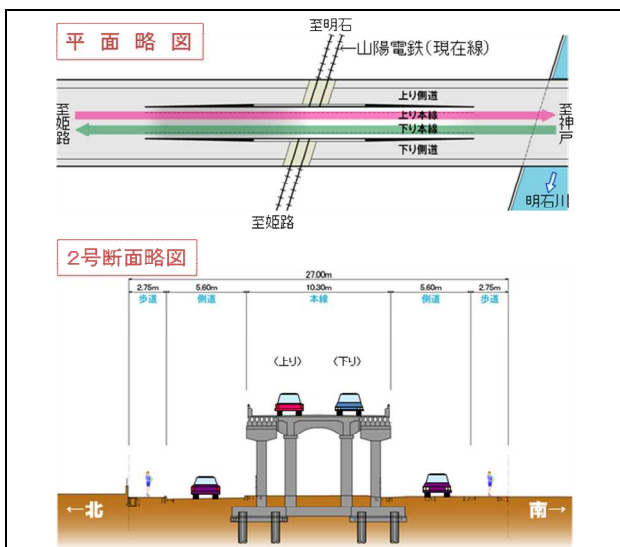 平面略図
至明石
←山陽電鉄(現在線)
上り側道
至姫路
上り本線
下り本線
至神戸
下り側道
明石川
至姫路
2号断面略図
27.00m
2.75m 5.60m 10.30m 5.60m 2.75m
歩道 側道 本線 側道 歩道
〈上り〉 〈下り〉
←北 南→